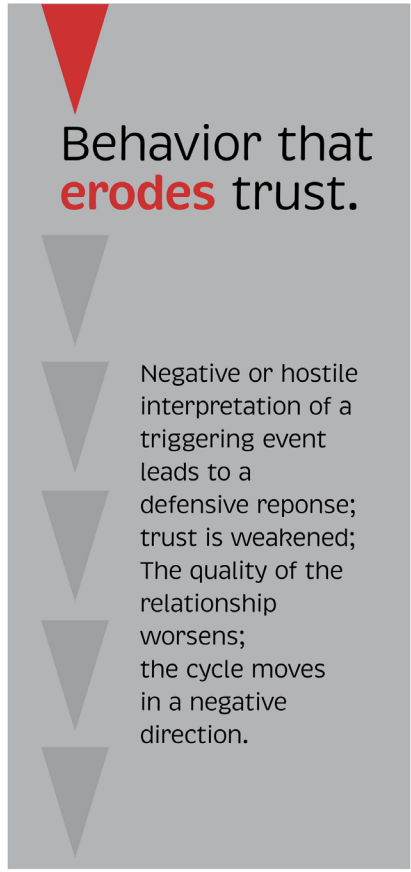 Behavior that
erodes trust.
Negative or hostile
interpretation of a
triggering event
leads to a
defensive reponse;
trust is weakened;
The quality of the
relationship
worsens;
the cycle moves
in a negative
direction.